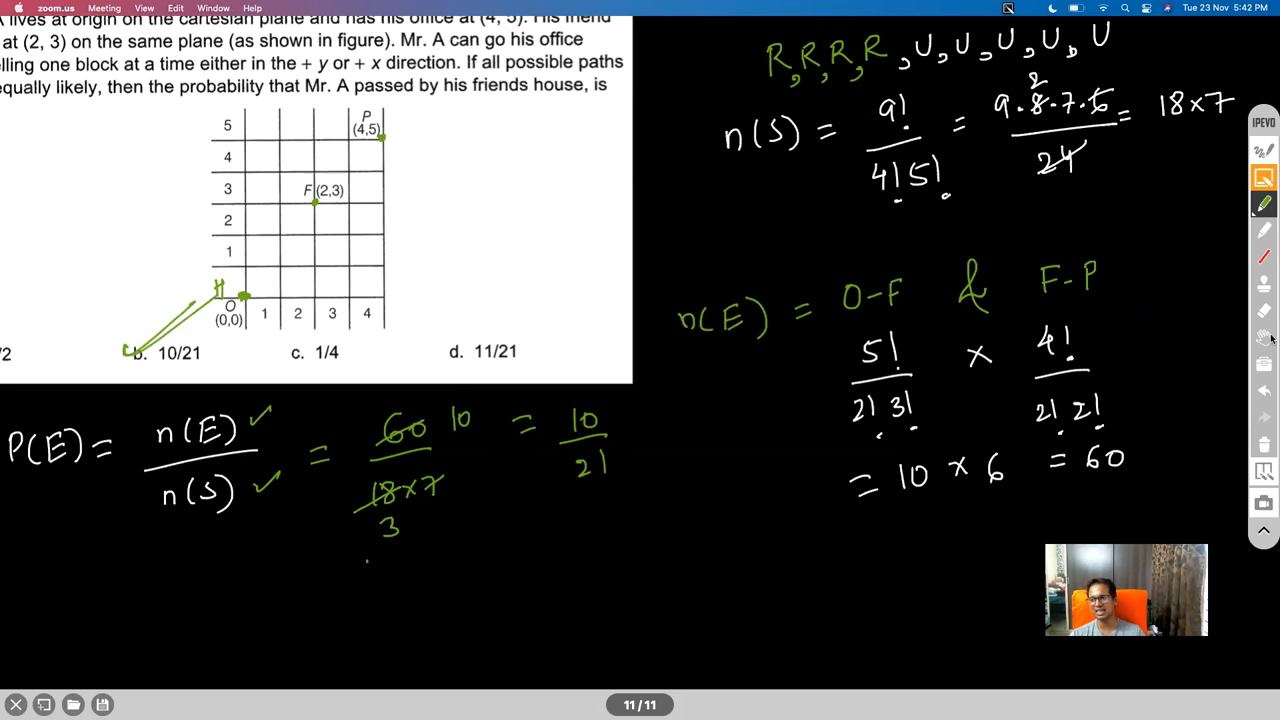 zoom.us Meeting View Edit Window Help Tue 23 Nov 5:42 PM
A lives at origin on the cartesian plane and has his office at (4, 5). His friend
at (2, 3) on the same plane (as shown in figure). Mr. A can go his office
elling one block at a time either in the + y or + x direction. If all possible paths
equally likely, then the probability that Mr. A passed by his friends house, is
5 P
(4,5)
4
3 F (2,3)
2
1
H
O 1 2 3 4
(0,0)
/2 b. 10/21 c. 1/4 d. 11/21
R, R, R, R, U, U, U, U, U
n(S) = 9! / 4! 5! = 9·8·7·6 / 24 = 18×7
2
n(E) = O-F & F-P
5! / 2! 3! × 4! / 2! 2!
= 10 × 6 = 60
P(E) = n(E) / n(S) = 60 10 / 18×7 = 10 / 21
3
IPEVO
11 / 11